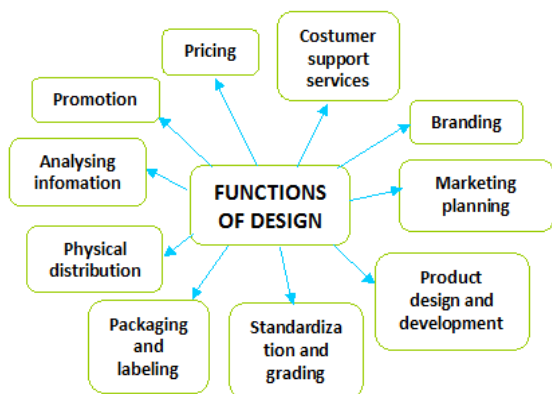 Costumer
support
services
Pricing
Promotion
Branding
Analysing
infomation
Marketing
planning
FUNCTIONS
OF DESIGN
Physical
distribution
Product
design and
development
Packaging
and
labeling
Standardiza
tion and
grading